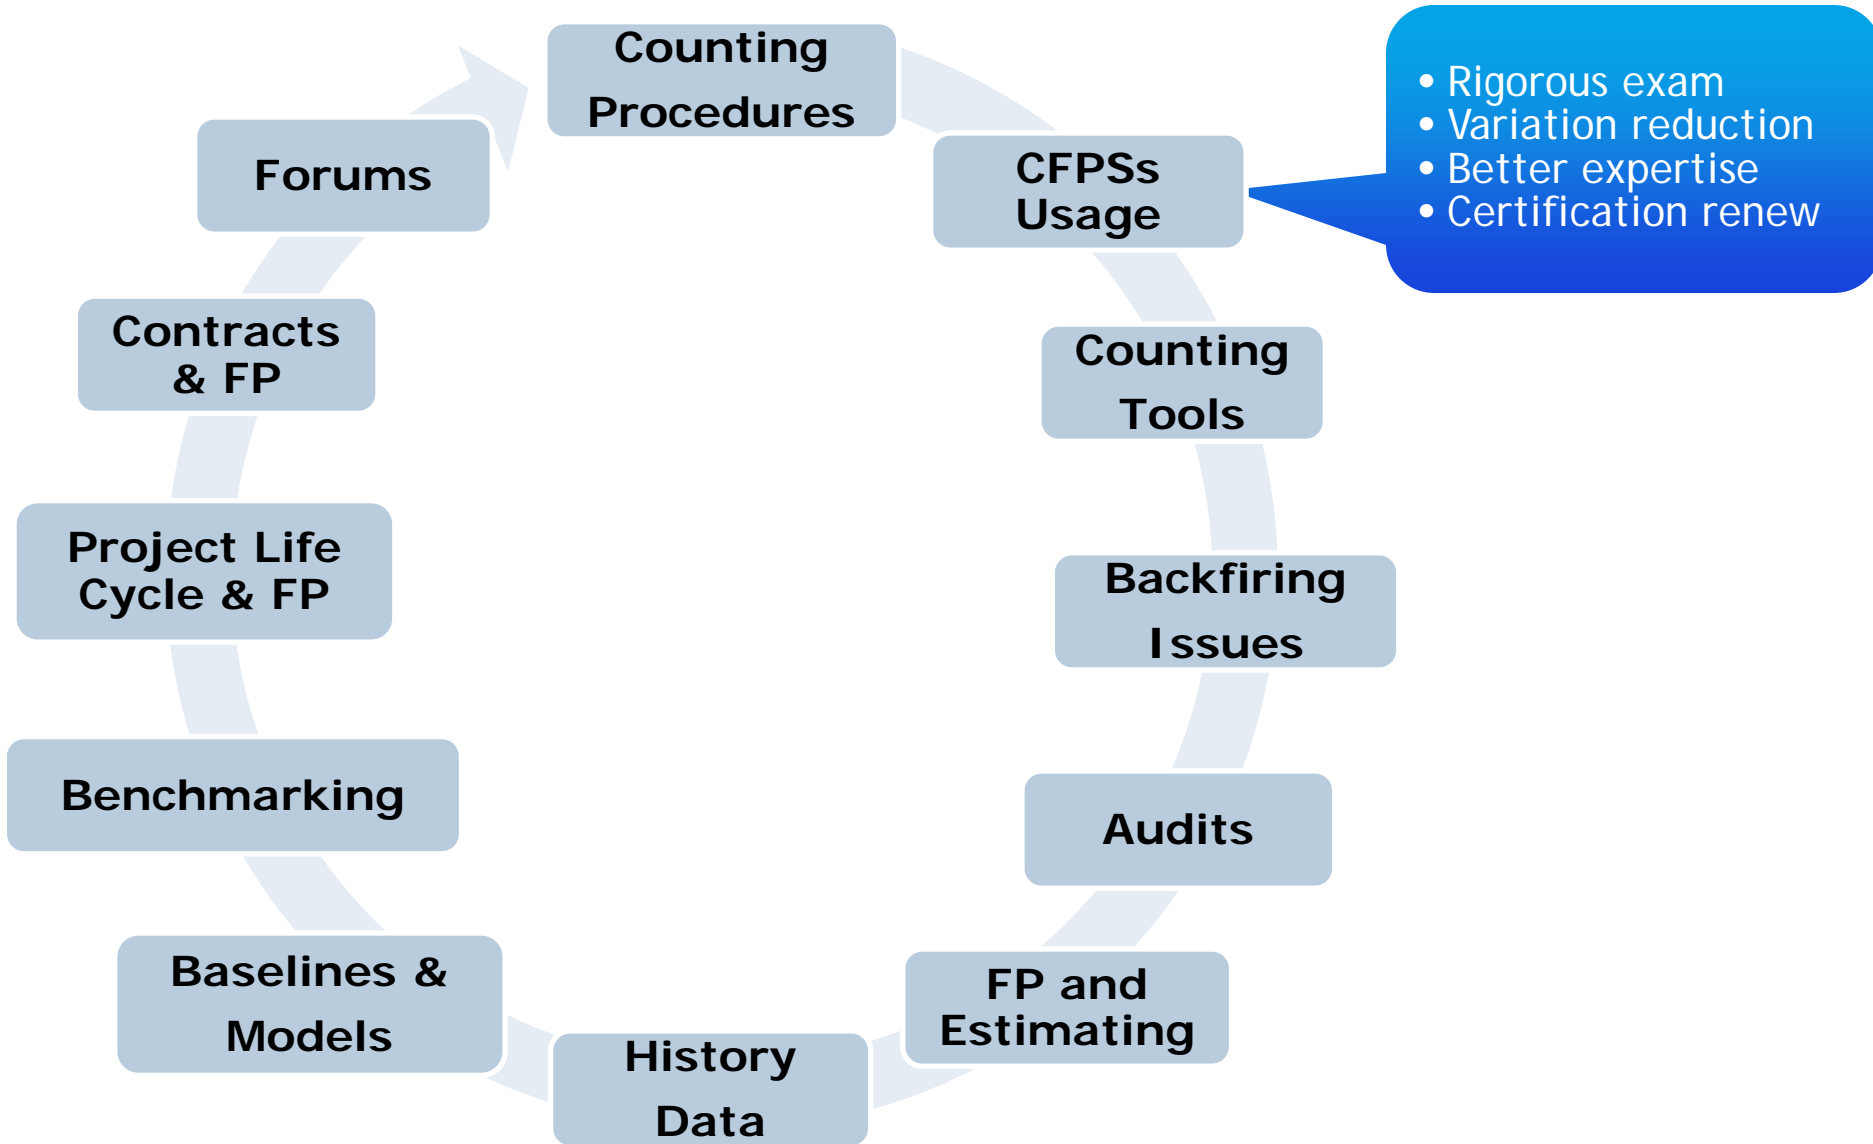 Counting
Procedures
CFPSs
Usage
• Rigorous exam
• Variation reduction
• Better expertise
• Certification renew
Counting
Tools
Backfiring
Issues
Audits
FP and
Estimating
History
Data
Baselines &
Models
Benchmarking
Project Life
Cycle & FP
Contracts
& FP
Forums